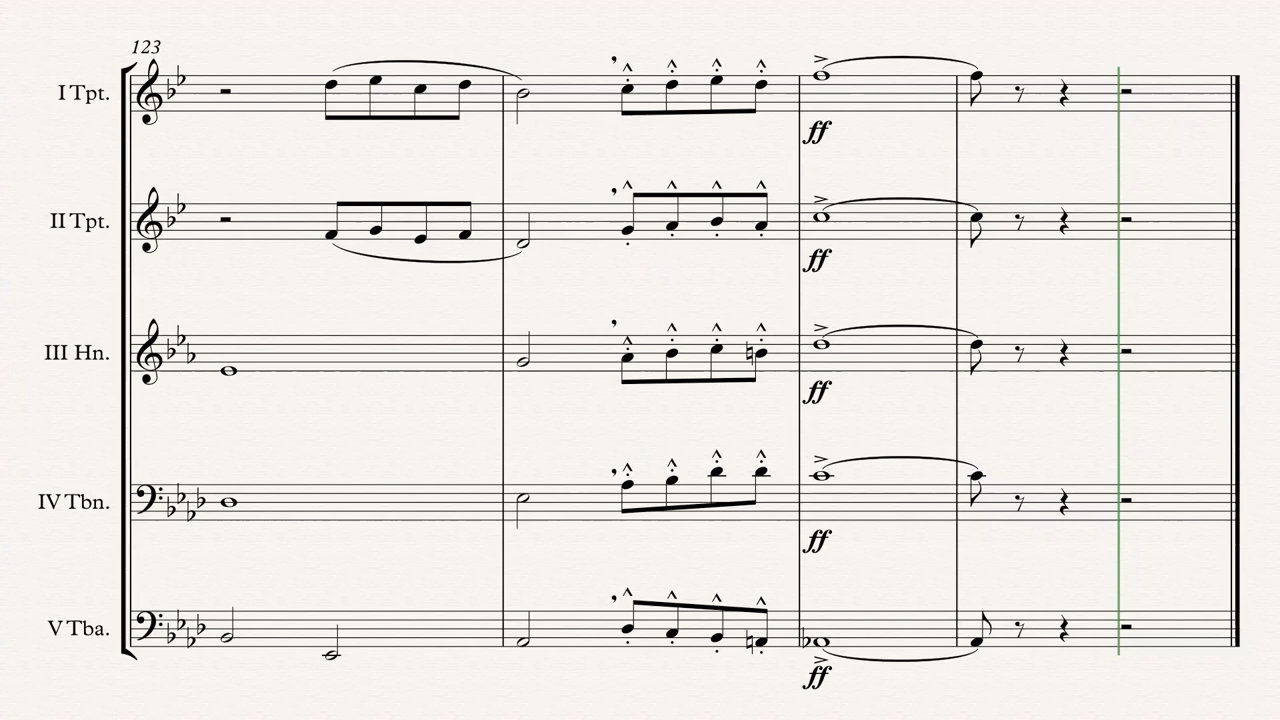 123
I Tpt.
ff
II Tpt.
ff
III Hn.
ff
IV Tbn.
ff
V Tba.
ff